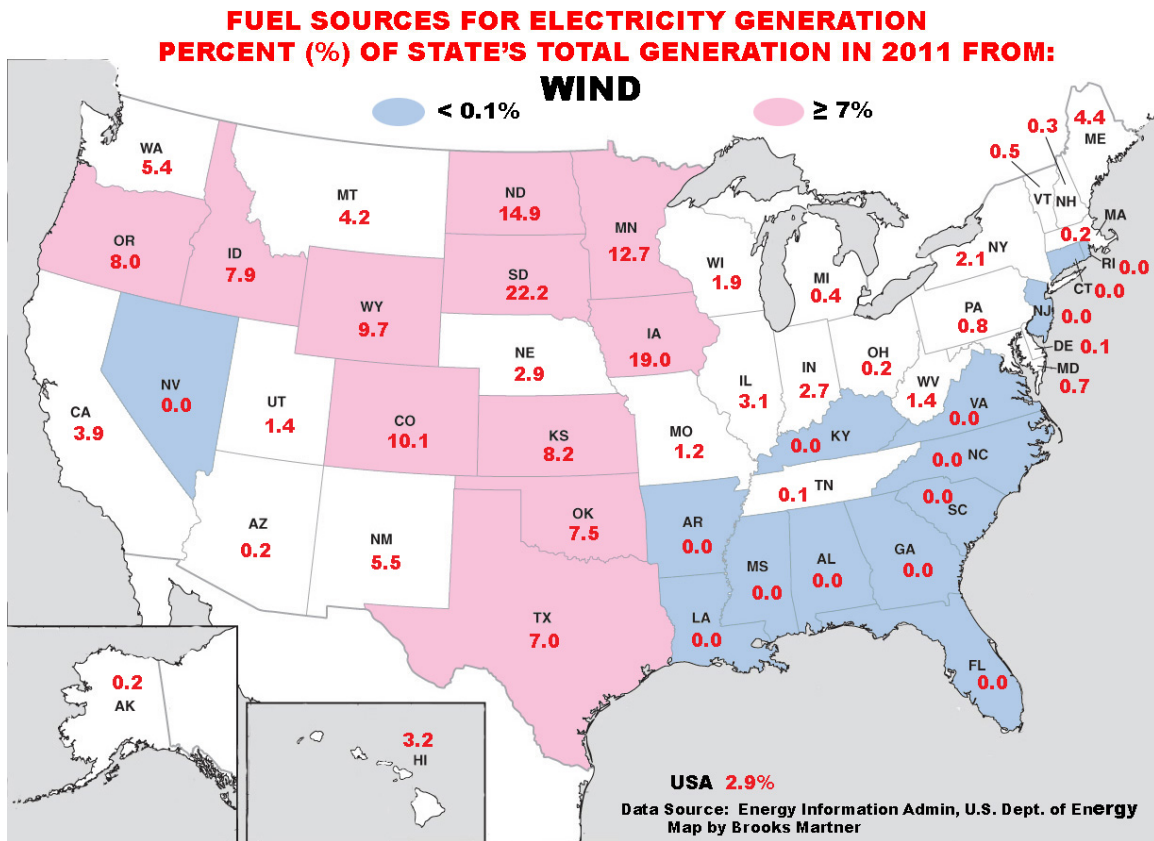 FUEL SOURCES FOR ELECTRICITY GENERATION
PERCENT (%) OF STATE'S TOTAL GENERATION IN 2011 FROM:
WIND
< 0.1%
≥ 7%
WA
5.4
MT
4.2
ND
14.9
MN
12.7
OR
8.0
ID
7.9
WY
9.7
SD
22.2
WI
1.9
MI
0.4
NY
2.1
0.5
VT
0.3
NH
4.4
ME
MA
0.2
RI 0.0
CT
0.0
NJ
0.0
PA
0.8
DE 0.1
MD
0.7
IA
19.0
NE
2.9
NV
0.0
UT
1.4
CA
3.9
CO
10.1
KS
8.2
MO
1.2
IL
3.1
IN
2.7
OH
0.2
WV
1.4
VA
0.0
0.0 KY
NC
0.0
0.1 TN
0.0
SC
AZ
0.2
NM
5.5
OK
7.5
AR
0.0
MS
0.0
AL
0.0
GA
0.0
TX
7.0
LA
0.0
FL
0.0
0.2
AK
3.2
HI
USA 2.9%
Data Source: Energy Information Admin, U.S. Dept. of Energy
Map by Brooks Martner